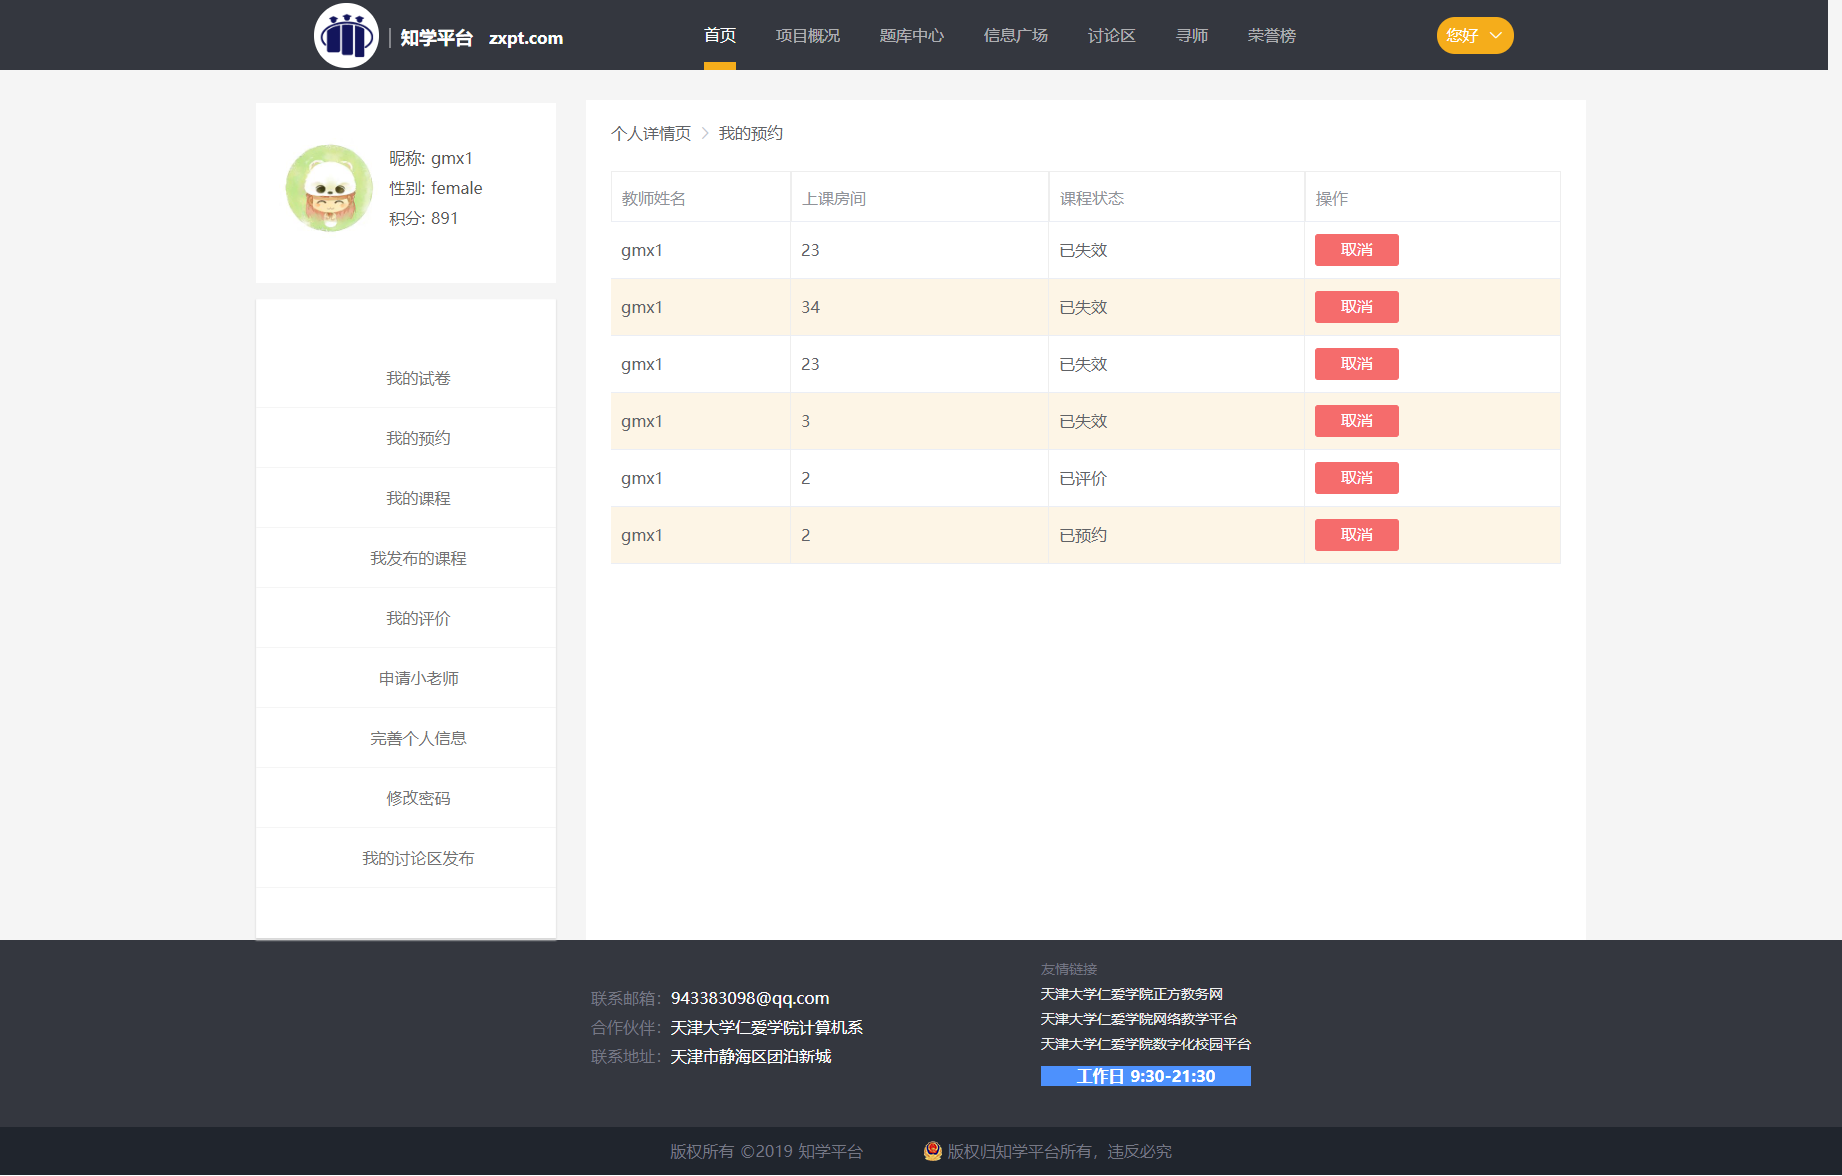 知学平台 zxpt.com 首页 项目概况 题库中心 信息广场 讨论区 寻师 荣誉榜 您好
昵称: gmx1
性别: female
积分: 891
我的试卷
我的预约
我的课程
我发布的课程
我的评价
申请小老师
完善个人信息
修改密码
我的讨论区发布
个人详情页 > 我的预约
教师姓名 上课房间 课程状态 操作
gmx1 23 已失效 取消
gmx1 34 已失效 取消
gmx1 23 已失效 取消
gmx1 3 已失效 取消
gmx1 2 已评价 取消
gmx1 2 已预约 取消
联系邮箱：943383098@qq.com
合作伙伴：天津大学仁爱学院计算机系
联系地址：天津市静海区团泊新城
友情链接
天津大学仁爱学院正方教务网
天津大学仁爱学院网络教学平台
天津大学仁爱学院数字化校园平台
工作日 9:30-21:30
版权所有 ©2019 知学平台 版权归知学平台所有，违反必究